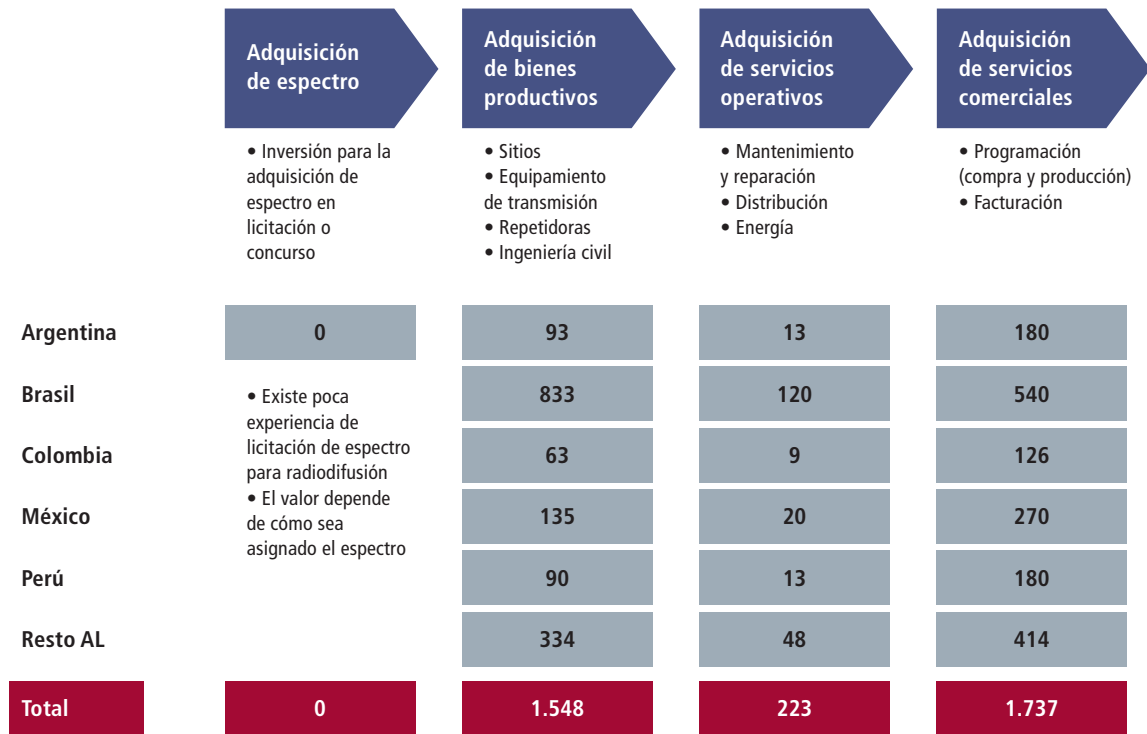 Adquisición
de espectro
Adquisición
de bienes
productivos
Adquisición
de servicios
operativos
Adquisición
de servicios
comerciales
• Inversión para la
adquisición de
espectro en
licitación o
concurso
• Sitios
• Equipamiento
de transmisión
• Repetidoras
• Ingeniería civil
• Mantenimiento
y reparación
• Distribución
• Energía
• Programación
(compra y producción)
• Facturación
Argentina 0 93 13 180
• Existe poca
experiencia de
licitación de espectro
para radiodifusión
• El valor depende
de cómo sea
asignado el espectro
Brasil 833 120 540
Colombia 63 9 126
México 135 20 270
Perú 90 13 180
Resto AL 334 48 414
Total 0 1.548 223 1.737